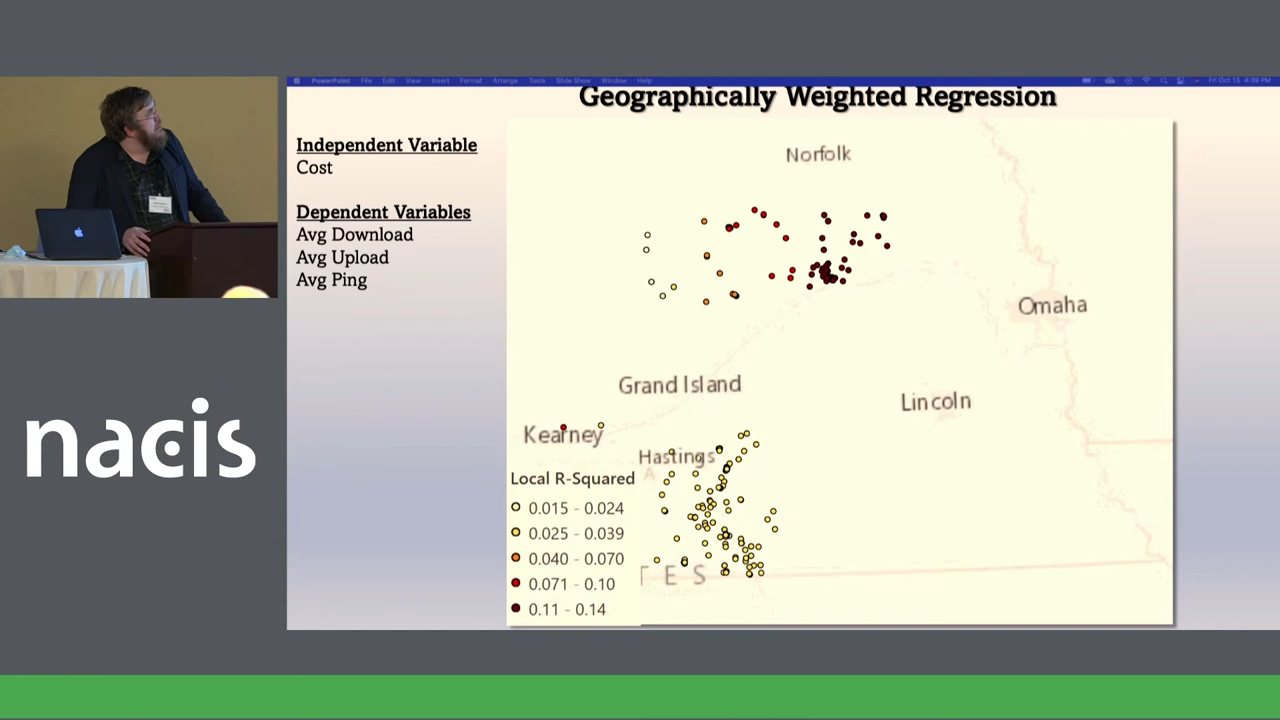 PowerPoint File Edit View Insert Format Arrange Tools Slide Show Window Help Fri Oct 15 4:39 PM
Geographically Weighted Regression
Independent Variable
Cost
Dependent Variables
Avg Download
Avg Upload
Avg Ping
Norfolk
Omaha
Grand Island
Lincoln
Kearney
Hastings
Local R-Squared
0.015 - 0.024
0.025 - 0.039
0.040 - 0.070
0.071 - 0.10
0.11 - 0.14
A
T E S
nacis